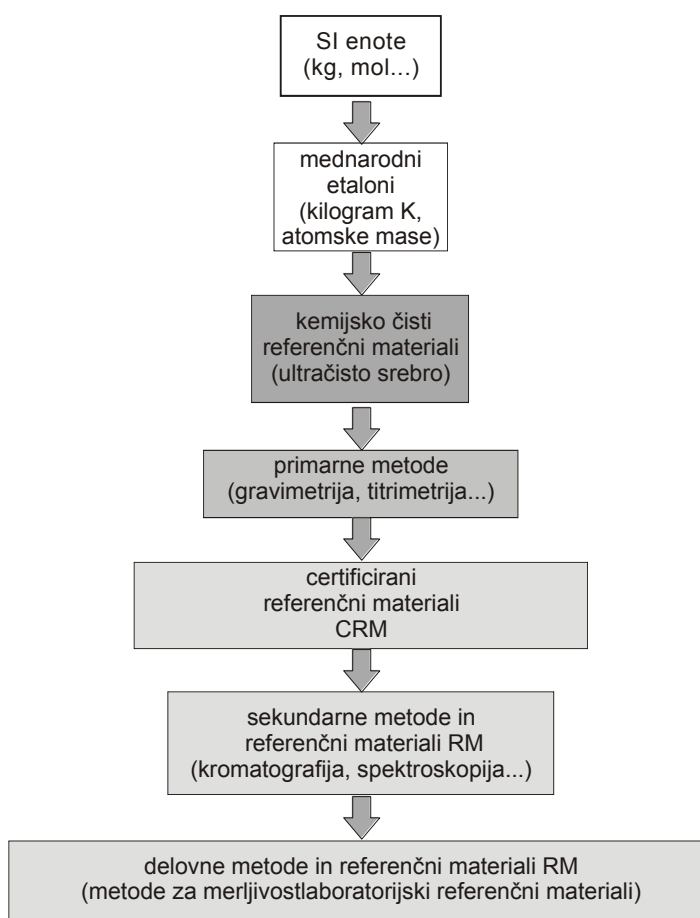 SI enote
(kg, mol...)
mednarodni
etaloni
(kilogram K,
atomske mase)
kemijsko čisti
referenčni materiali
(ultračisto srebro)
primarne metode
(gravimetrija, titrimetrija...)
certificirani
referenčni materiali
CRM
sekundarne metode in
referenčni materiali RM
(kromatografija, spektroskopija...)
delovne metode in referenčni materiali RM
(metode za merljivostlaboratorijski referenčni materiali)